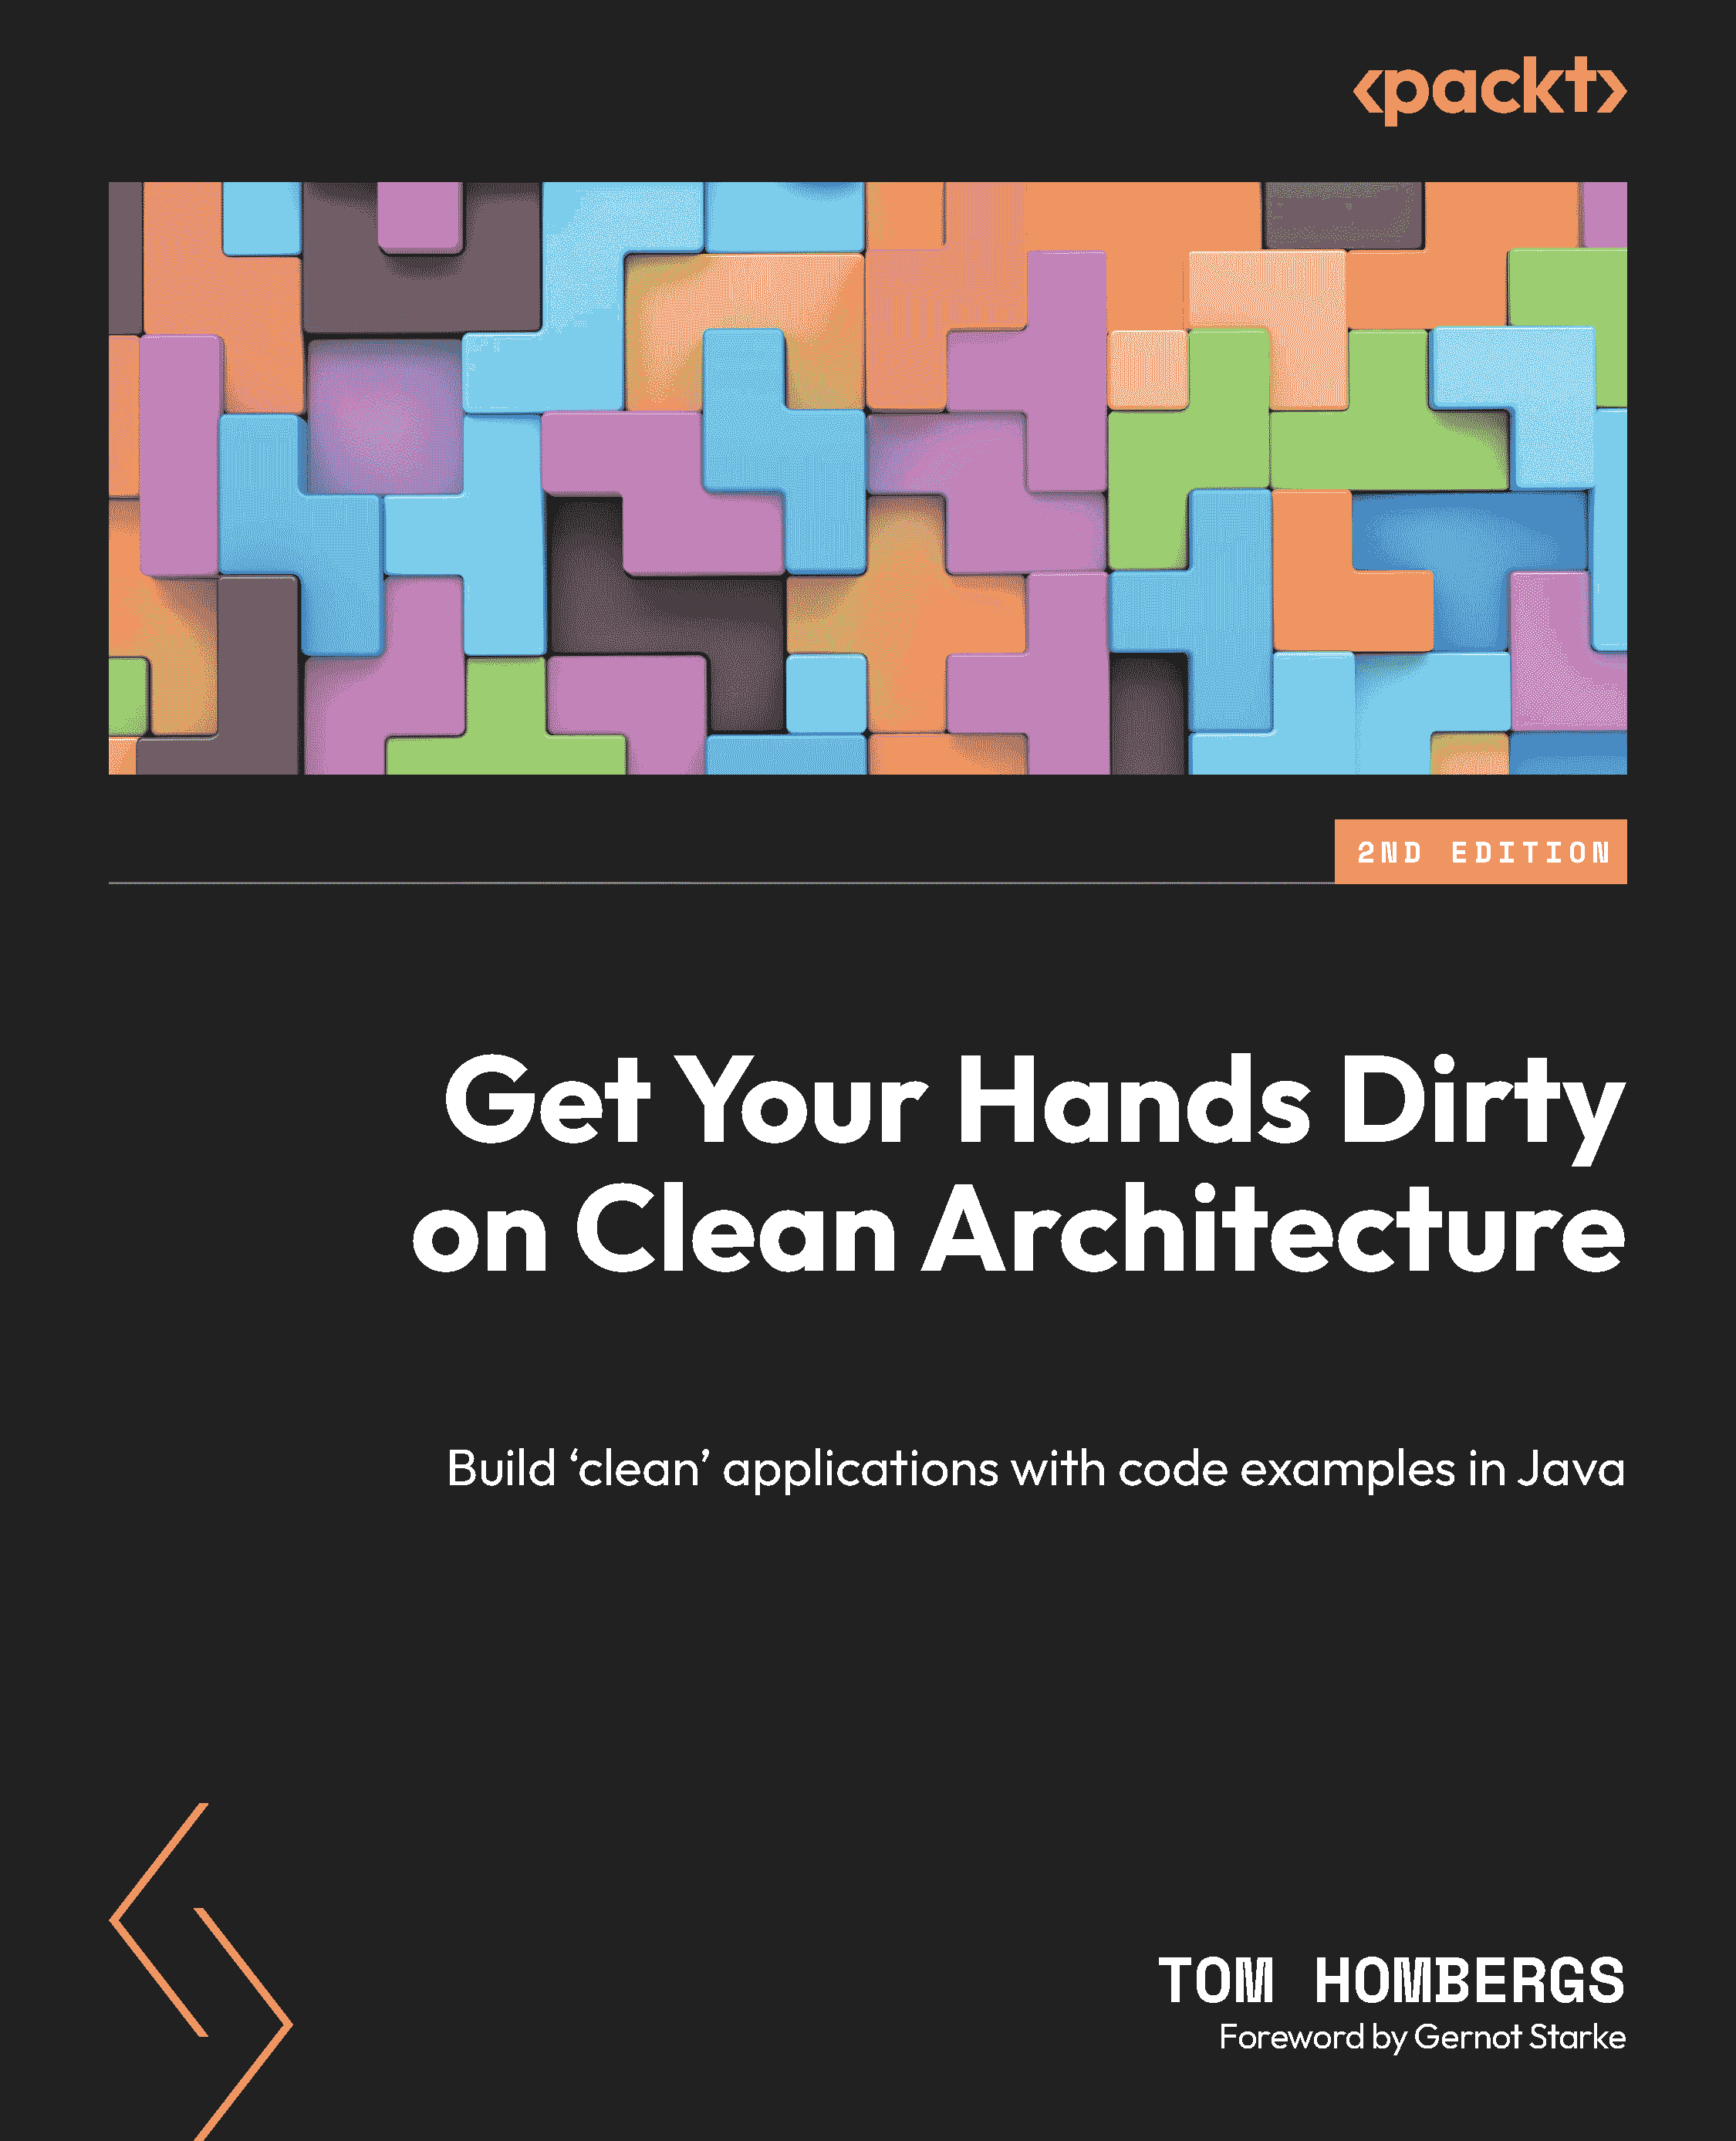 <packt>
2ND EDITION
Get Your Hands Dirty
on Clean Architecture
Build ‘clean’ applications with code examples in Java
TOM HOMBERGS
Foreword by Gernot Starke